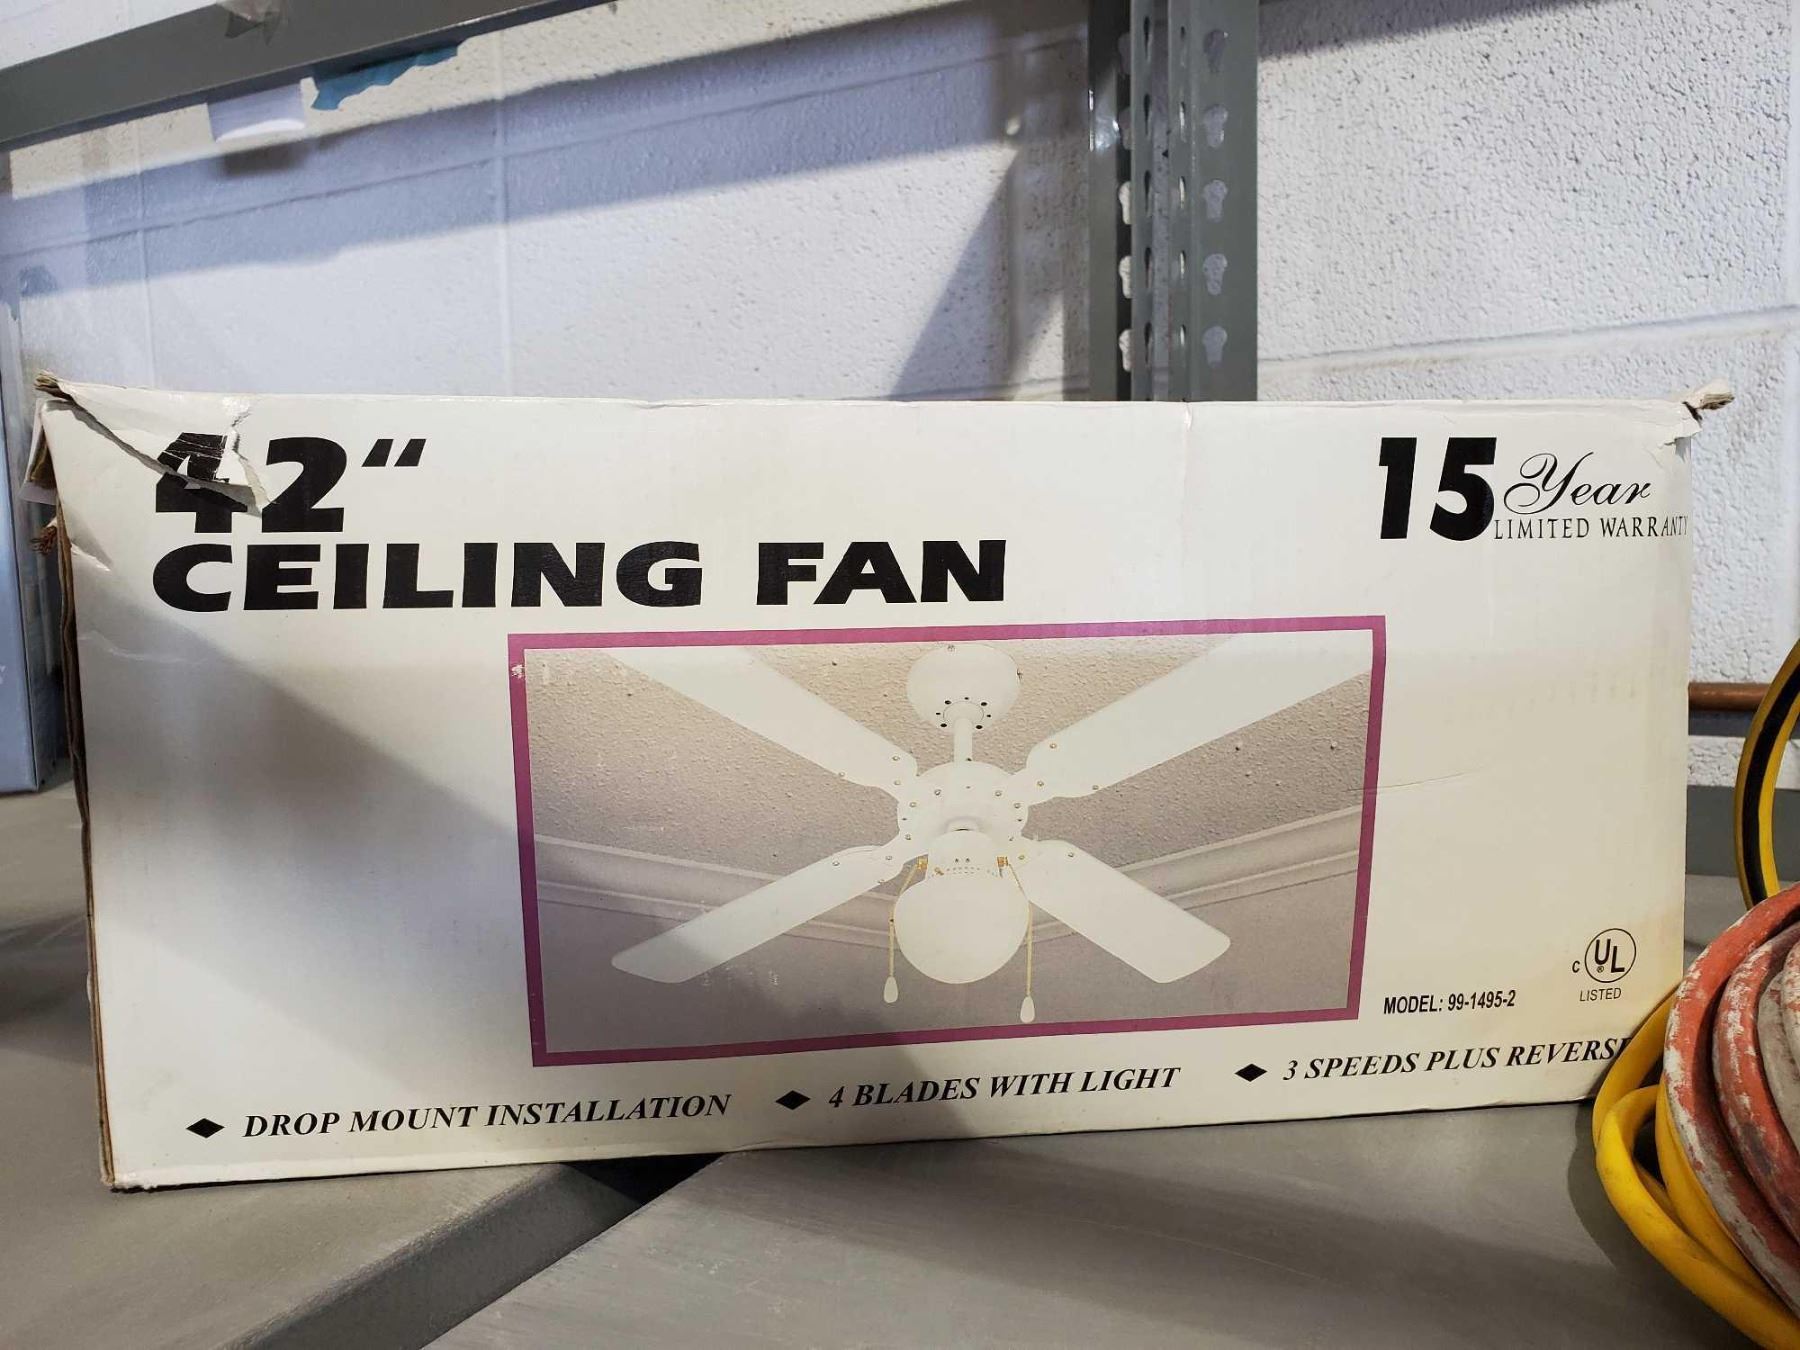 42"
CEILING FAN
15 Year
LIMITED WARRANTY
MODEL: 99-1495-2
C UL ®
LISTED
◆ DROP MOUNT INSTALLATION ◆ 4 BLADES WITH LIGHT ◆ 3 SPEEDS PLUS REVERSE